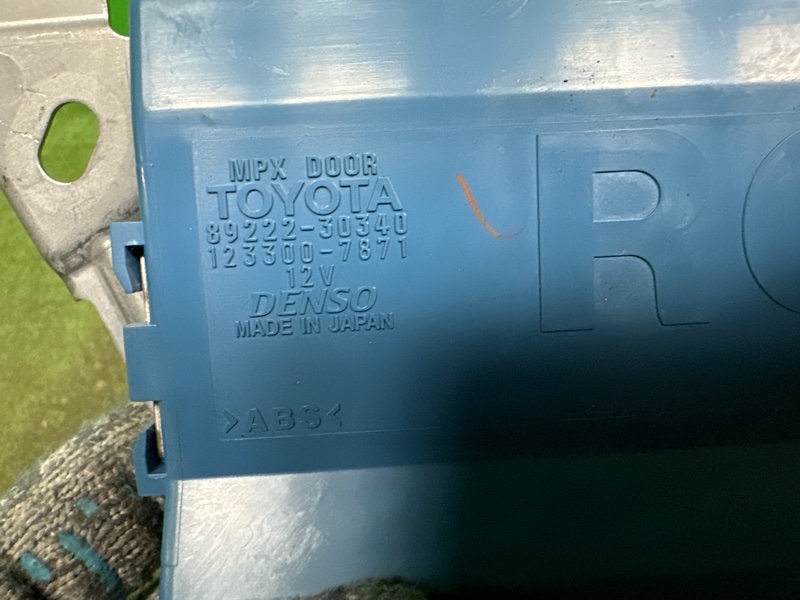 MPX DOOR
TOYOTA
89222-30340
123300-7871
12V
DENSO
MADE IN JAPAN
>ABS<
R